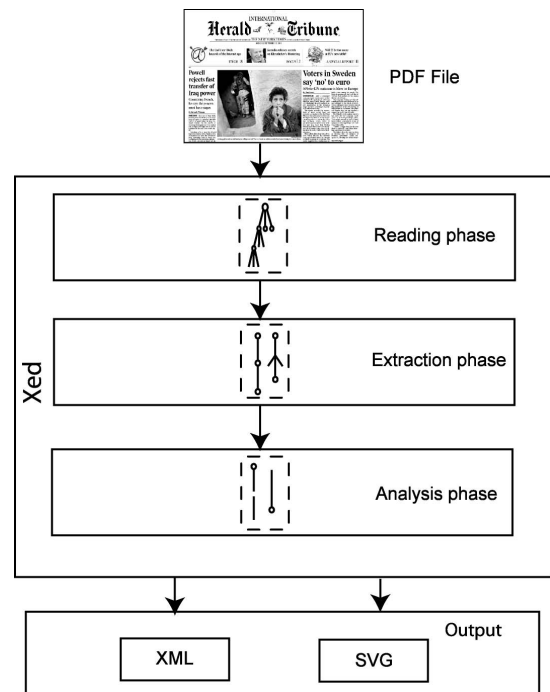 INTERNATIONAL
Herald Tribune
PDF File
Powell
rejects fast
transfer of
Iraq power
Voters in Sweden
say 'no' to euro
Reading phase
Extraction phase
Xed
Analysis phase
Output
XML
SVG